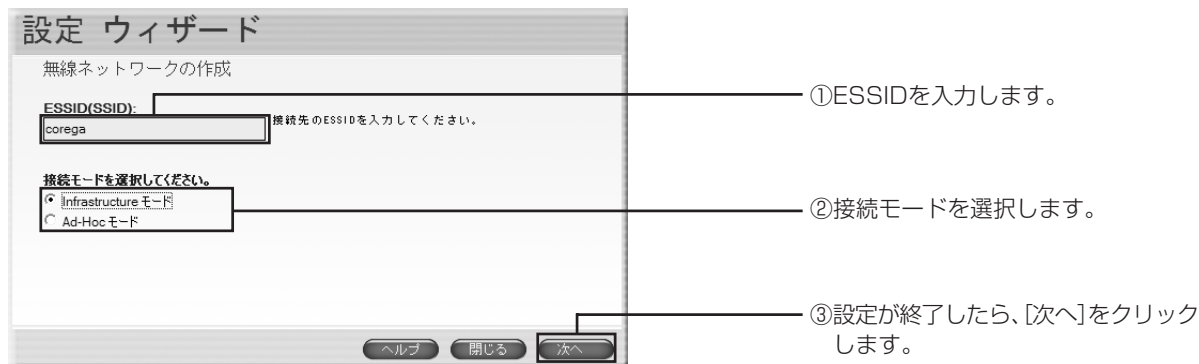 設定 ウィザード
無線ネットワークの作成
ESSID(SSID):
corega
接続先のESSIDを入力してください。
接続モードを選択してください。
Infrastructure モード
Ad-Hoc モード
ヘルプ
閉じる
次へ
①ESSIDを入力します。
②接続モードを選択します。
③設定が終了したら、[次へ]をクリック
します。